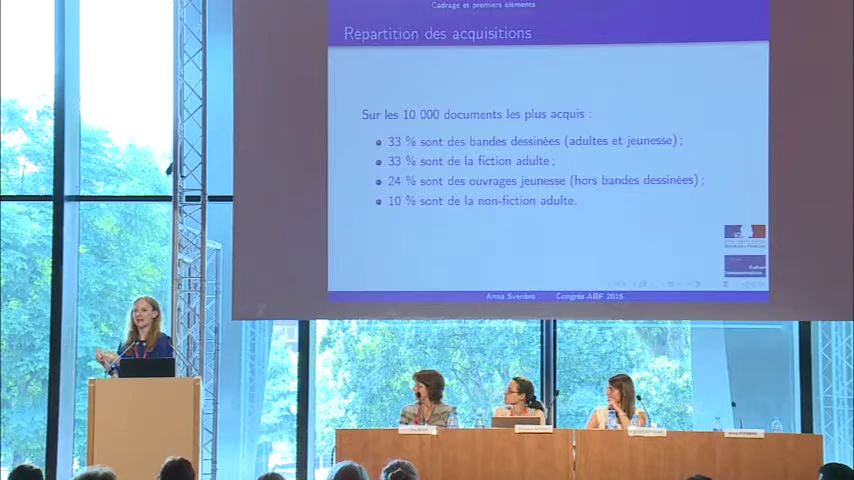 Cadrage et premiers éléments
Répartition des acquisitions
Sur les 10 000 documents les plus acquis :
33 % sont des bandes dessinées (adultes et jeunesse) ;
33 % sont de la fiction adulte ;
24 % sont des ouvrages jeunesse (hors bandes dessinées) ;
10 % sont de la non-fiction adulte.
Anna Svenbro Congrès ABF 2015